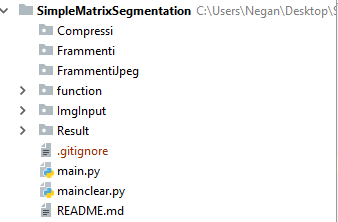 SimpleMatrixSegmentation C:\Users\Negan\Desktop\
Compressi
Frammenti
FrammentiJpeg
function
ImgInput
Result
.gitignore
main.py
mainclear.py
README.md